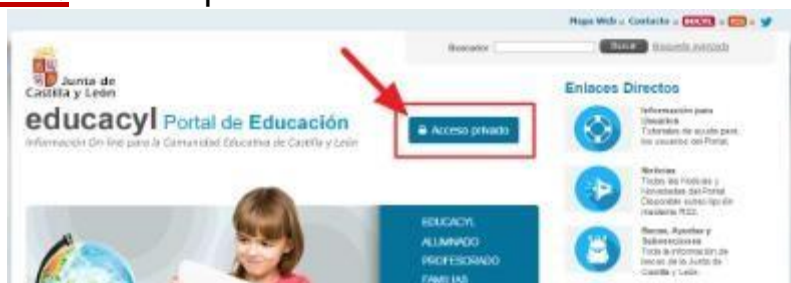 Mapa Web
Contacto
Buscador
Buscar
Búsqueda avanzada
Junta de
Castilla y León
educacyl Portal de Educación
Información On-line para la Comunidad Educativa de Castilla y León
Acceso privado
EDUCACYL
ALUMNADO
PROFESORADO
FAMILIAS
Enlaces Directos
Información para
Usuarios
Tutoriales de ayuda para
los usuarios del Portal.
Noticias
Todas las Noticias y
Novedades del Portal
Becas, Ayudas y
Subvenciones
Toda la información de
becas de la Junta de
Castilla y León.